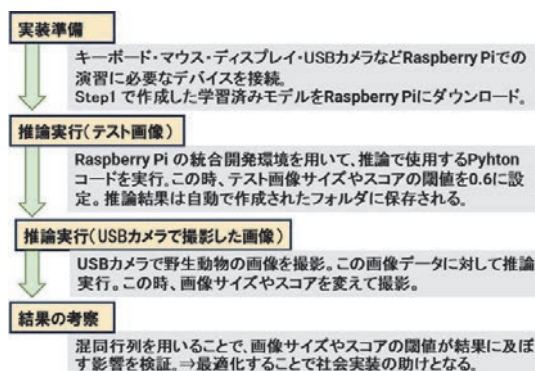 実装準備
キーボード・マウス・ディスプレイ・USBカメラなどRaspberry Piでの
演習に必要なデバイスを接続。
Step1で作成した学習済みモデルをRaspberry Piにダウンロード。
推論実行(テスト画像)
Raspberry Pi の統合開発環境を用いて、推論で使用するPyhton
コードを実行。この時、テスト画像サイズやスコアの閾値を0.6に設
定。推論結果は自動で作成されたフォルダに保存される。
推論実行(USBカメラで撮影した画像)
USBカメラで野生動物の画像を撮影。この画像データに対して推論
実行。この時、画像サイズやスコアを変えて撮影。
結果の考察
混同行列を用いることで、画像サイズやスコアの閾値が結果に及ぼ
す影響を検証。⇒最適化することで社会実装の助けとなる。